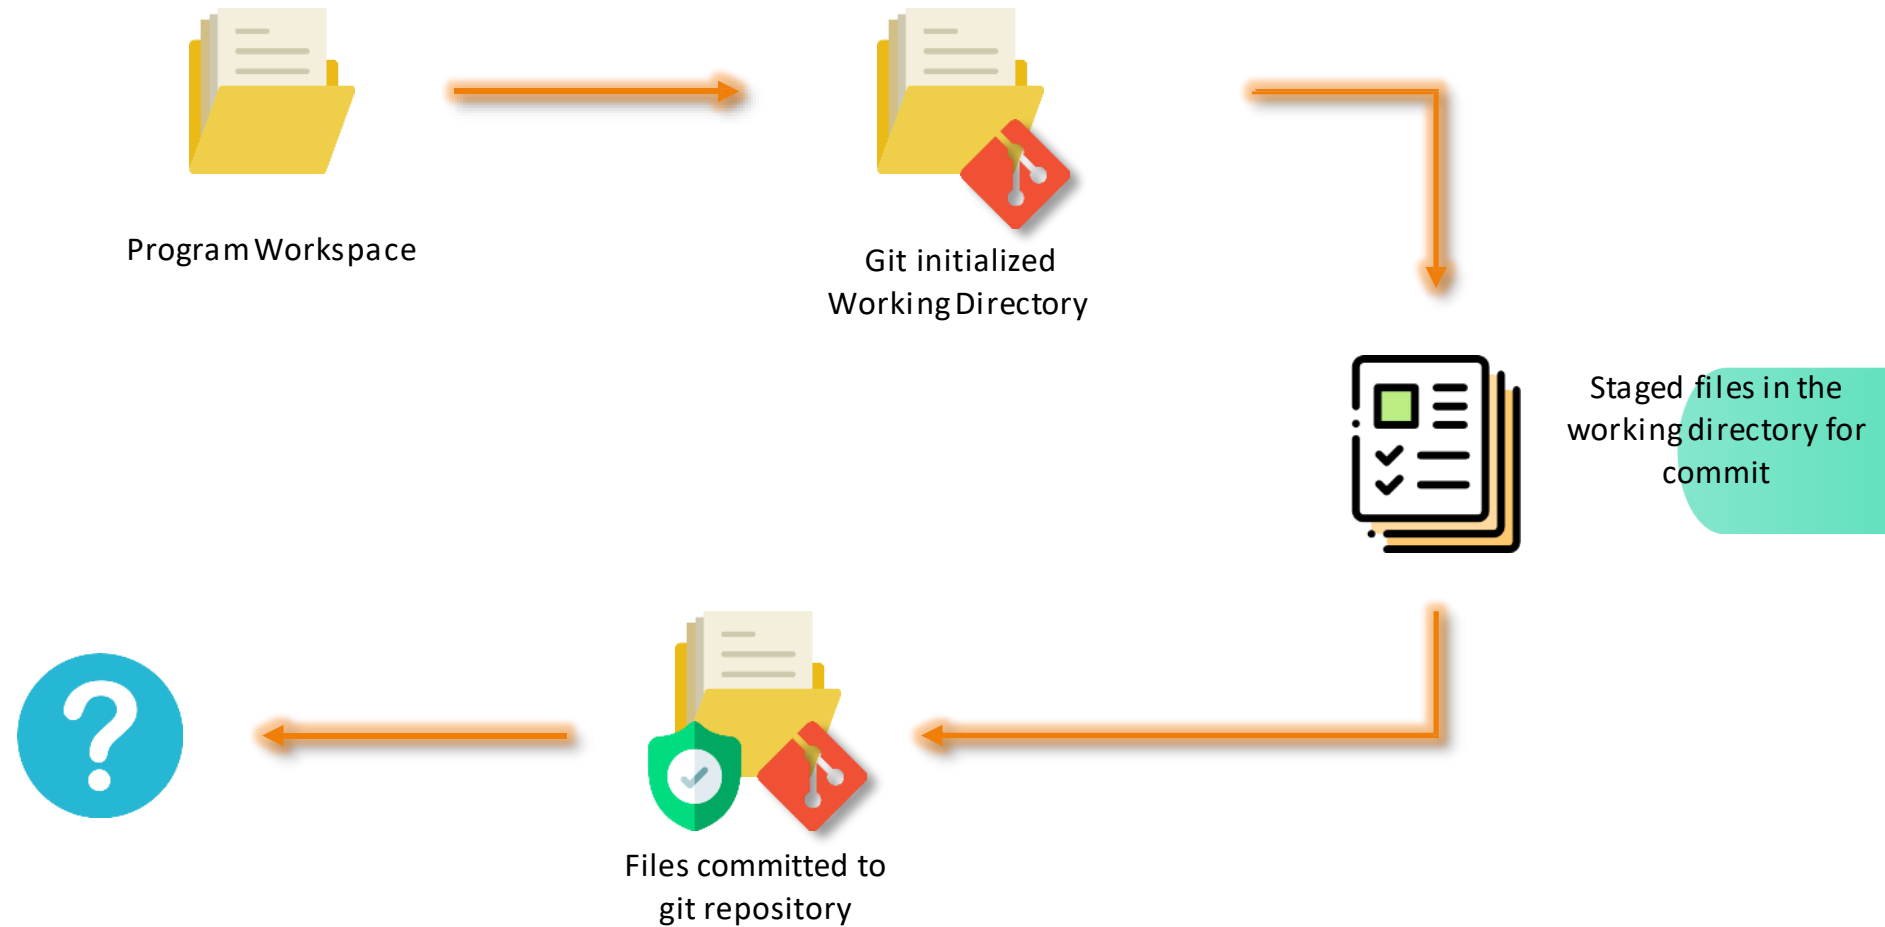 Program Workspace
Git initialized
Working Directory
Staged files in the
working directory for
commit
Files committed to
git repository